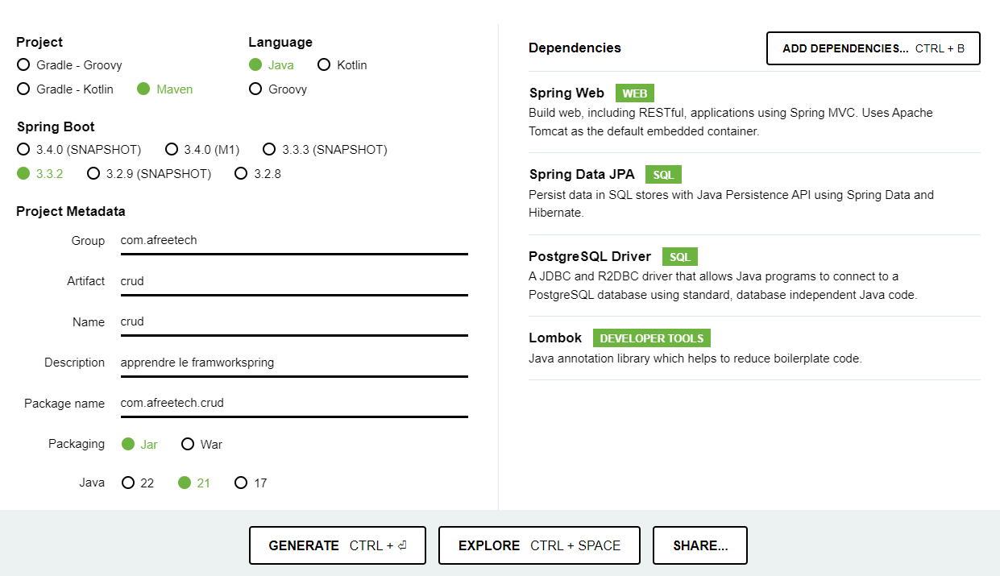 Project
Gradle - Groovy
Gradle - Kotlin Maven
Language
Java Kotlin
Groovy
Spring Boot
3.4.0 (SNAPSHOT) 3.4.0 (M1) 3.3.3 (SNAPSHOT)
3.3.2 3.2.9 (SNAPSHOT) 3.2.8
Project Metadata
Group com.afreetech
Artifact crud
Name crud
Description apprendre le framworkspring
Package name com.afreetech.crud
Packaging Jar War
Java 22 21 17
Dependencies ADD DEPENDENCIES... CTRL + B
Spring Web WEB
Build web, including RESTful, applications using Spring MVC. Uses Apache
Tomcat as the default embedded container.
Spring Data JPA SQL
Persist data in SQL stores with Java Persistence API using Spring Data and
Hibernate.
PostgreSQL Driver SQL
A JDBC and R2DBC driver that allows Java programs to connect to a
PostgreSQL database using standard, database independent Java code.
Lombok DEVELOPER TOOLS
Java annotation library which helps to reduce boilerplate code.
GENERATE CTRL + ⏎ EXPLORE CTRL + SPACE SHARE...